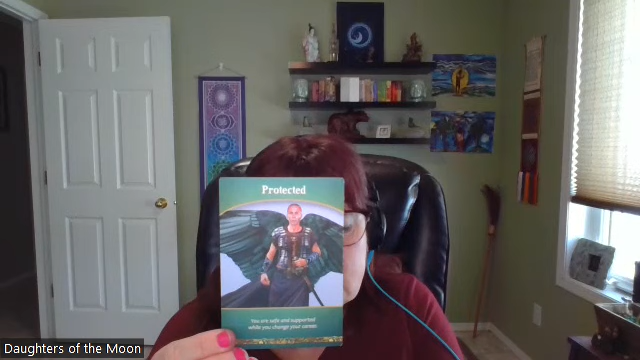 Protected
You are safe and supported
while you change your career.
Daughters of the Moon